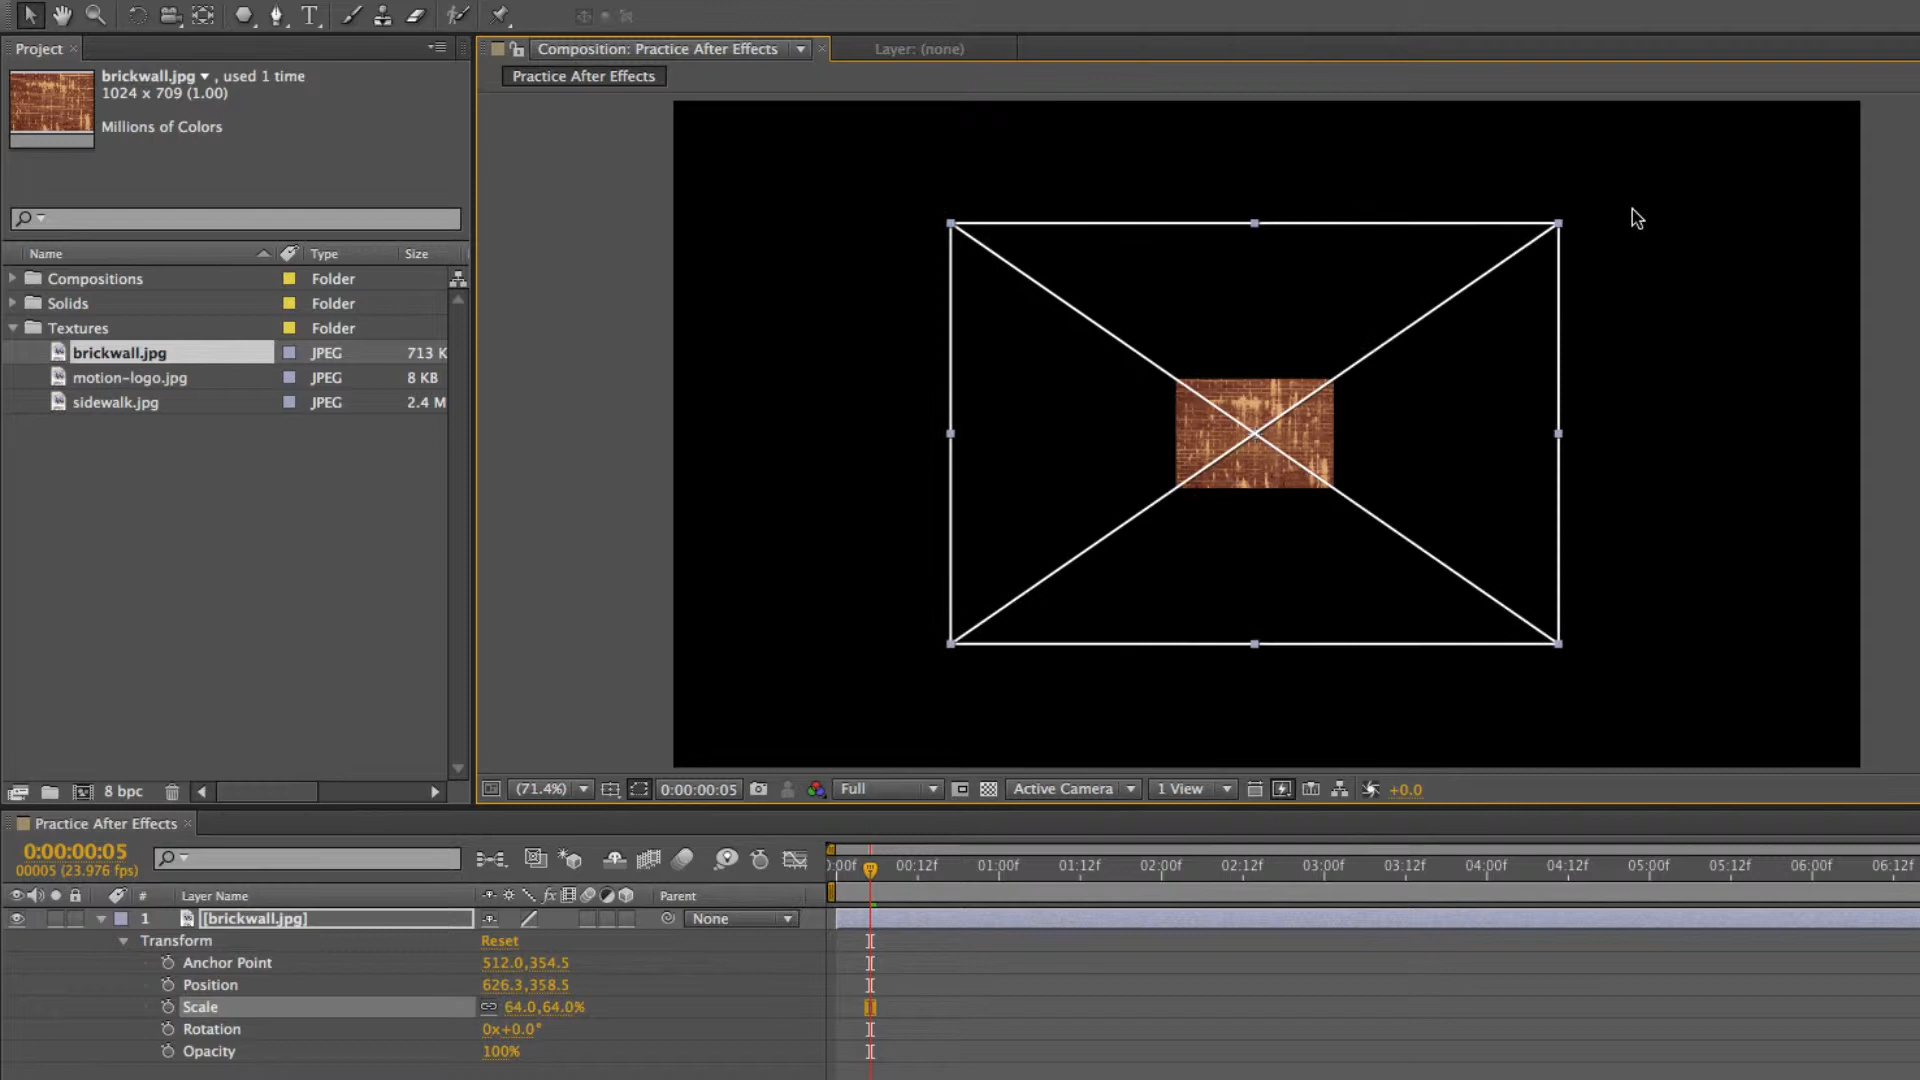 Project
Composition: Practice After Effects
Layer: (none)
brickwall.jpg , used 1 time
1024 x 709 (1.00)
Millions of Colors
Practice After Effects
Name Type Size
Compositions Folder
Solids Folder
Textures Folder
brickwall.jpg JPEG 713 K
motion-logo.jpg JPEG 8 KB
sidewalk.jpg JPEG 2.4 M
8 bpc
(71.4%) 0:00:00:05 Full Active Camera 1 View +0.0
Practice After Effects
0:00:00:05
00005 (23.976 fps)
):00f 00:12f 01:00f 01:12f 02:00f 02:12f 03:00f 03:12f 04:00f 04:12f 05:00f 05:12f 06:00f 06:12f
# Layer Name fx Parent
1 [brickwall.jpg] None
Transform Reset
Anchor Point 512.0,354.5
Position 626.3,358.5
Scale 64.0,64.0%
Rotation 0x+0.0°
Opacity 100%